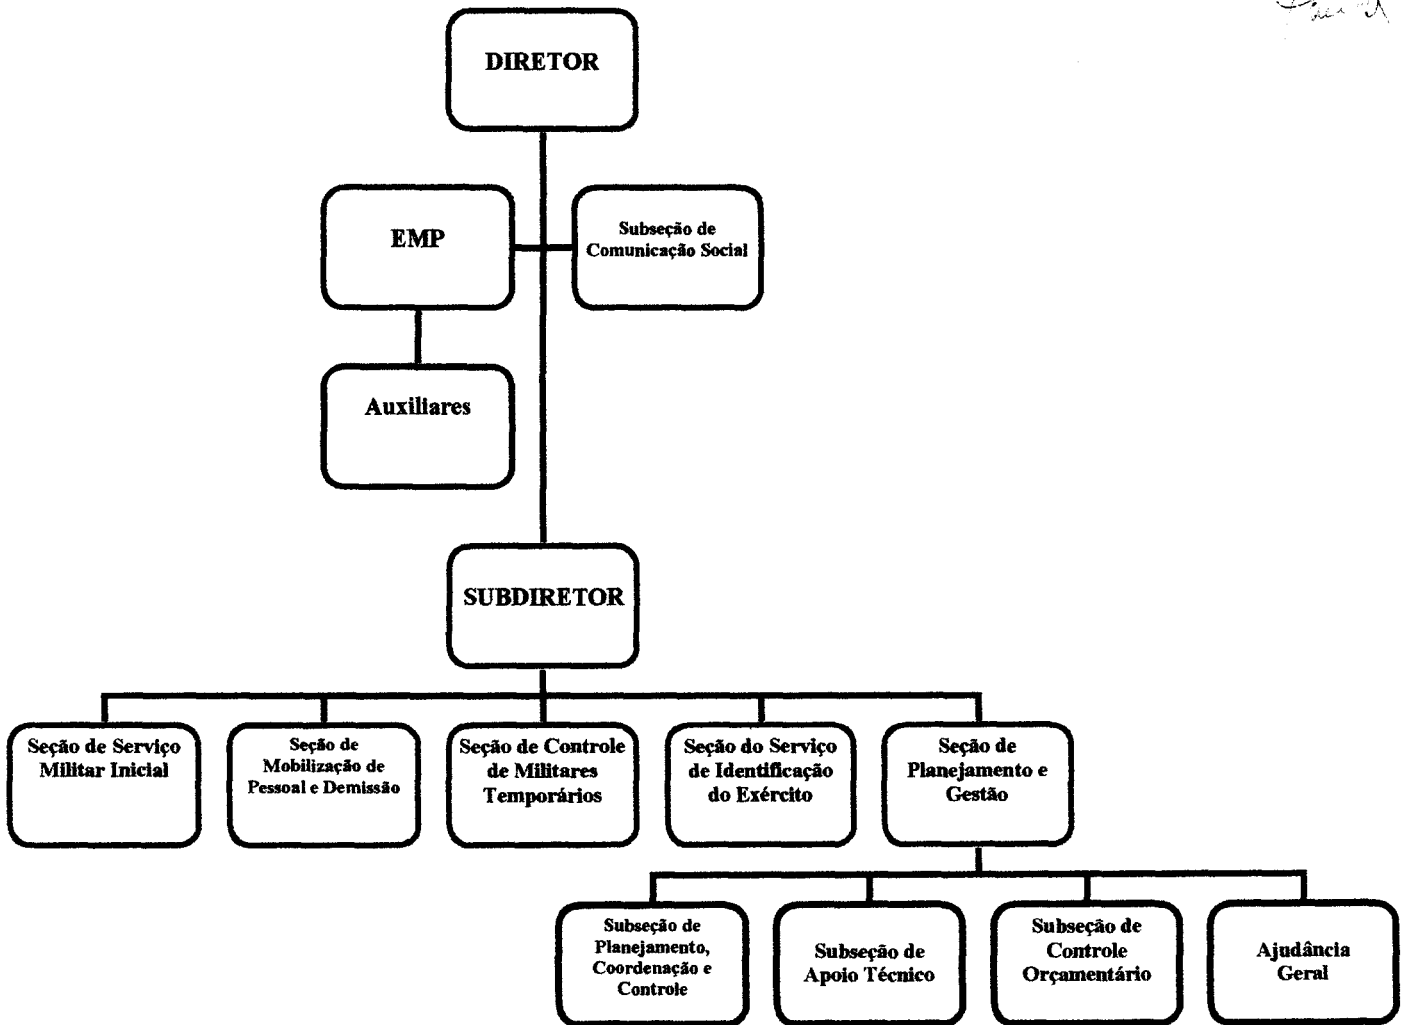 DIRETOR
EMP
Subseção de
Comunicação Social
Auxiliares
SUBDIRETOR
Seção de Serviço
Militar Inicial
Seção de
Mobilização de
Pessoal e Demissão
Seção de Controle
de Militares
Temporários
Seção do Serviço
de Identificação
do Exército
Seção de
Planejamento e
Gestão
Subseção de
Planejamento,
Coordenação e
Controle
Subseção de
Apoio Técnico
Subseção de
Controle
Orçamentário
Ajudância
Geral